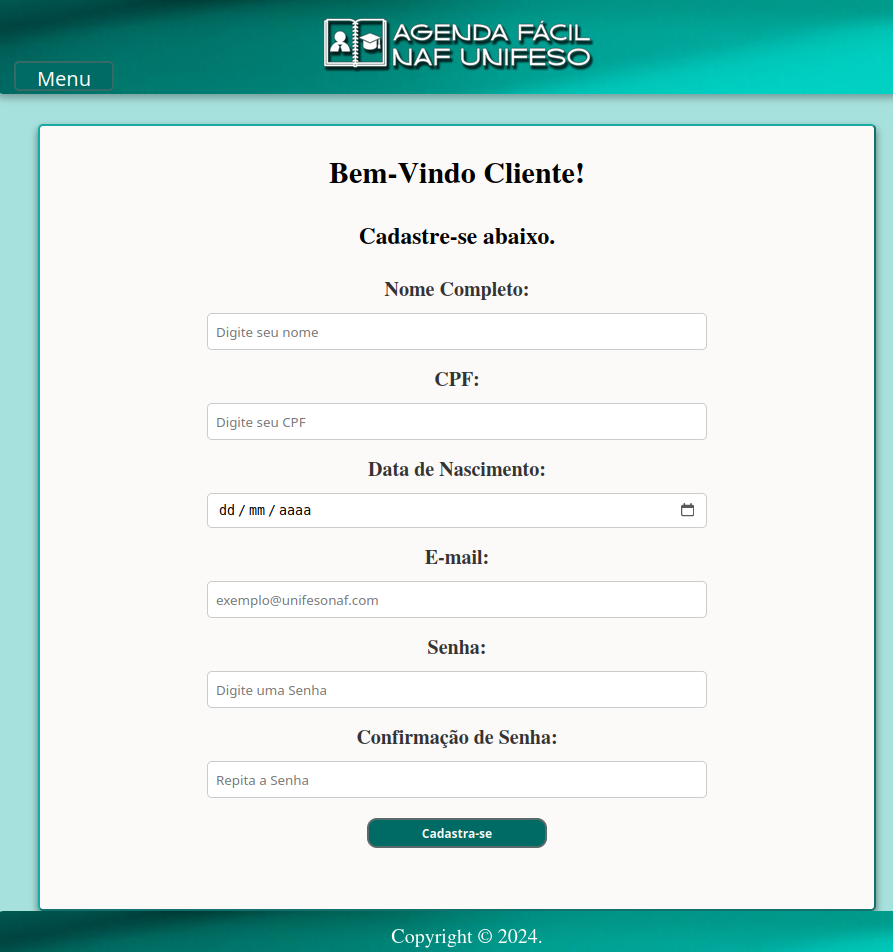 AGENDA FÁCIL
NAF UNIFESO
Menu
Bem-Vindo Cliente!
Cadastre-se abaixo.
Nome Completo:
Digite seu nome
CPF:
Digite seu CPF
Data de Nascimento:
dd / mm / aaaa
E-mail:
exemplo@unifesonaf.com
Senha:
Digite uma Senha
Confirmação de Senha:
Repita a Senha
Cadastra-se
Copyright © 2024.